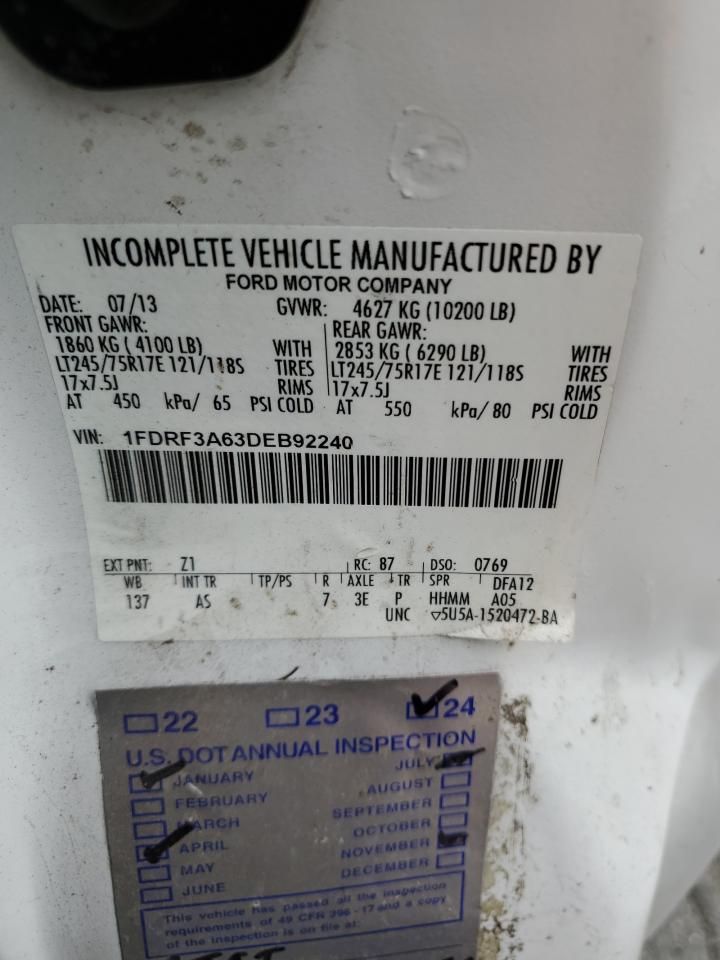 INCOMPLETE VEHICLE MANUFACTURED BY
FORD MOTOR COMPANY
DATE: 07/13 GVWR: 4627 KG (10200 LB)
FRONT GAWR: REAR GAWR:
1860 KG ( 4100 LB) WITH 2853 KG ( 6290 LB) WITH
LT245/75R17E 121/118S TIRES LT245/75R17E 121/118S TIRES
17x7.5J RIMS 17x7.5J RIMS
AT 450 kPa/ 65 PSI COLD AT 550 kPa/ 80 PSI COLD
VIN: 1FDRF3A63DEB92240
EXT PNT: Z1 RC: 87 DSO: 0769
WB INT TR TP/PS R AXLE TR SPR DFA12
137 AS 7 3E P HHMM A05
UNC ▽5U5A-1520472-BA
22 23 24
U.S. DOT ANNUAL INSPECTION
JANUARY JULY
FEBRUARY AUGUST
MARCH SEPTEMBER
APRIL OCTOBER
MAY NOVEMBER
JUNE DECEMBER
This vehicle has passed all the inspection
requirements of 49 CFR 396 - 17 and a copy
of the inspection is on file at: